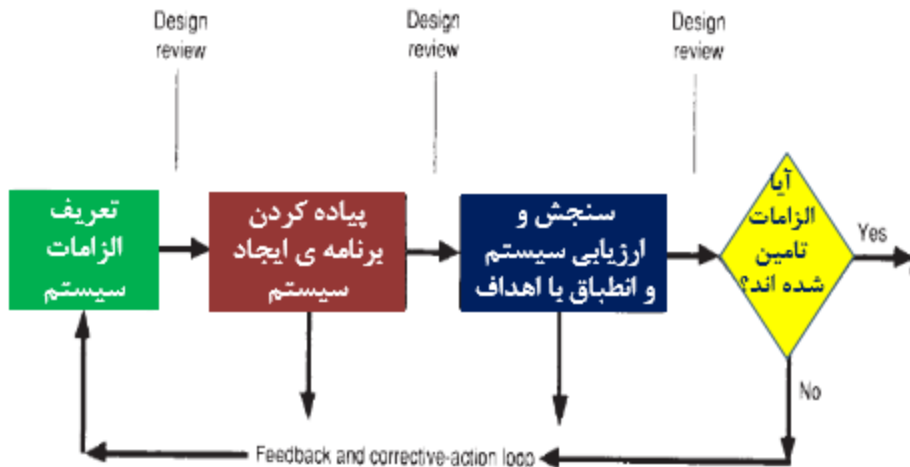 Design
review
Design
review
Design
review
تعریف
الزامات
سیستم
پیاده کردن
برنامه ی ایجاد
سیستم
سنجش و
ارزیابی سیستم
و انطباق با اهداف
آیا
الزامات
تامین
شده اند؟
Yes
No
Feedback and corrective-action loop